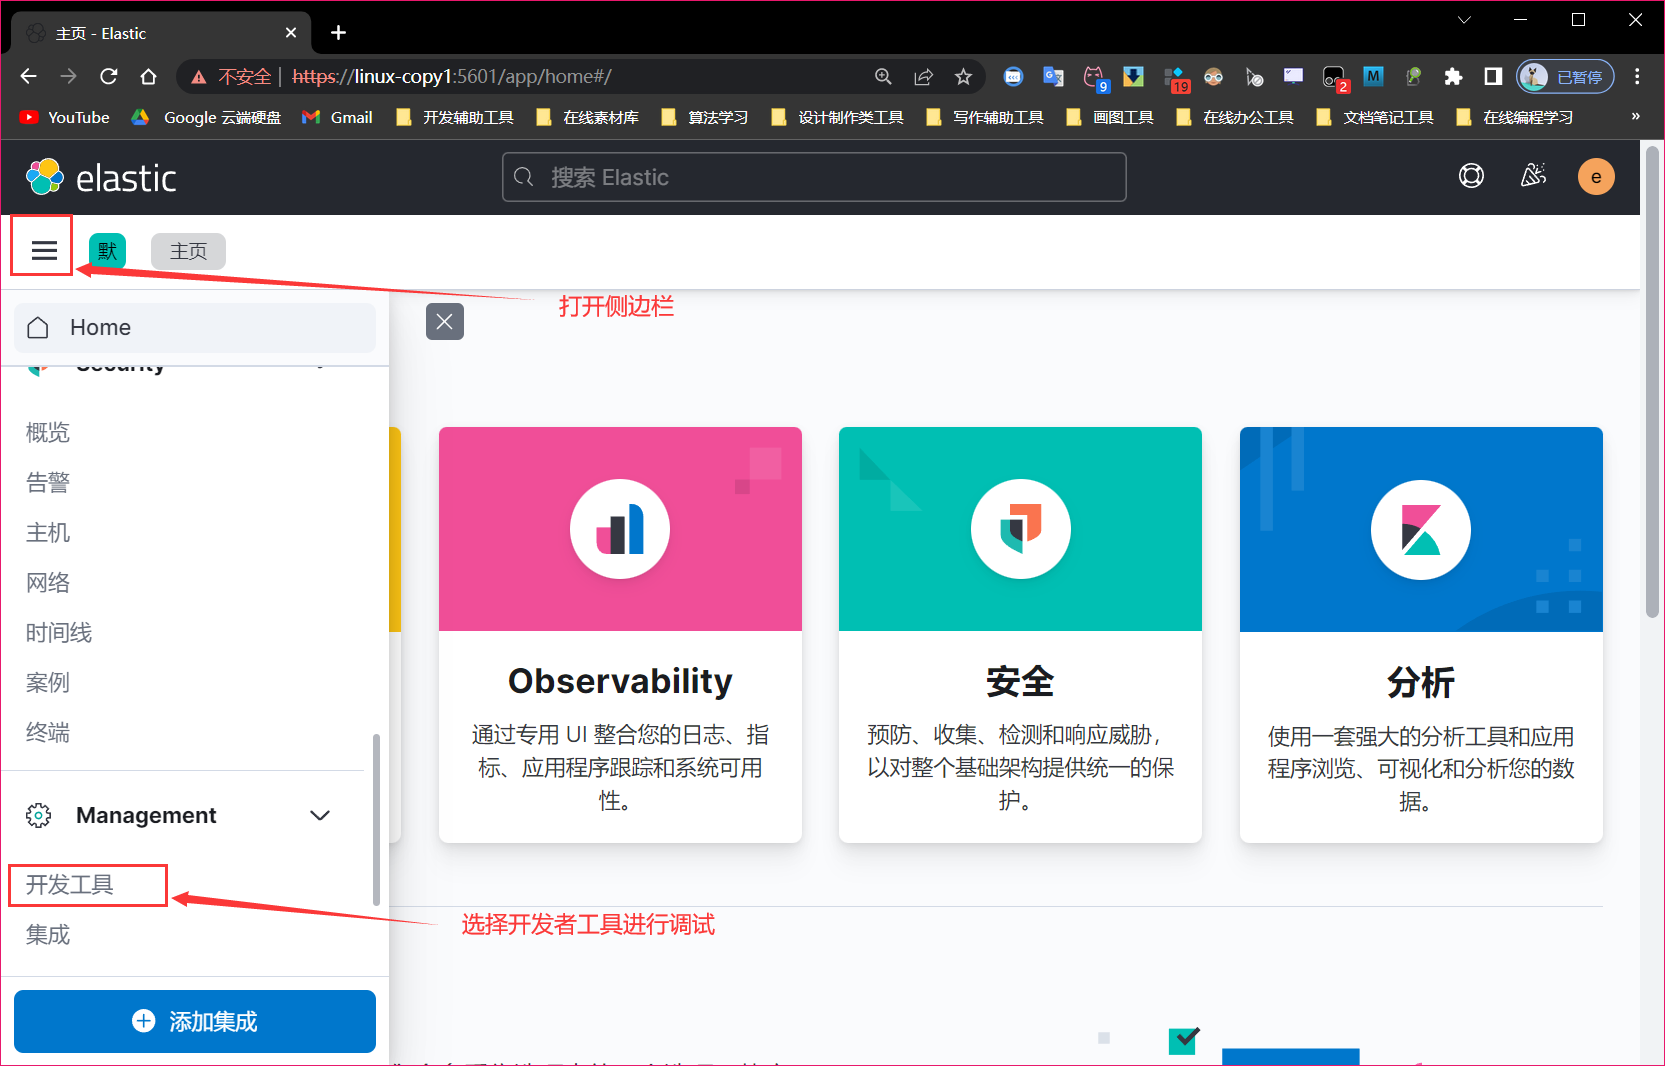 主页 - Elastic
不安全 | https://linux-copy1:5601/app/home#/
9
19
2
M
已暂停
YouTube
Google 云端硬盘
Gmail
开发辅助工具
在线素材库
算法学习
设计制作类工具
写作辅助工具
画图工具
在线办公工具
文档笔记工具
在线编程学习
»
elastic
搜索 Elastic
e
默
主页
打开侧边栏
Home
Security
概览
告警
主机
网络
时间线
案例
终端
Management
开发工具
集成
添加集成
选择开发者工具进行调试
Observability
通过专用 UI 整合您的日志、指
标、应用程序跟踪和系统可用
性。
安全
预防、收集、检测和响应威胁，
以对整个基础架构提供统一的保
护。
分析
使用一套强大的分析工具和应用
程序浏览、可视化和分析您的数
据。